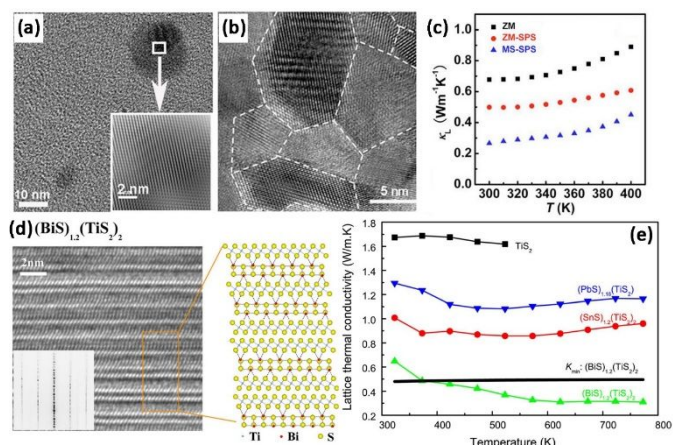 (a)
10 nm
2 nm
(b)
5 nm
(c)
ZM
ZM-SPS
MS-SPS
κL (Wm⁻¹K⁻¹)
1.0
0.8
0.6
0.4
0.2
0.0
300 320 340 360 380 400
T (K)
(d) (BiS)1.2(TiS2)2
2nm
Ti Bi S
(e)
Lattice thermal conductivity (W/m.K)
1.8
1.6
1.4
1.2
1.0
0.8
0.6
0.4
0.2
TiS2
(PbS)1.18(TiS2)2
(SnS)1.2(TiS2)2
Kmin: (BiS)1.2(TiS2)2
(BiS)1.2(TiS2)2
300 400 500 600 700 800
Temperature (K)